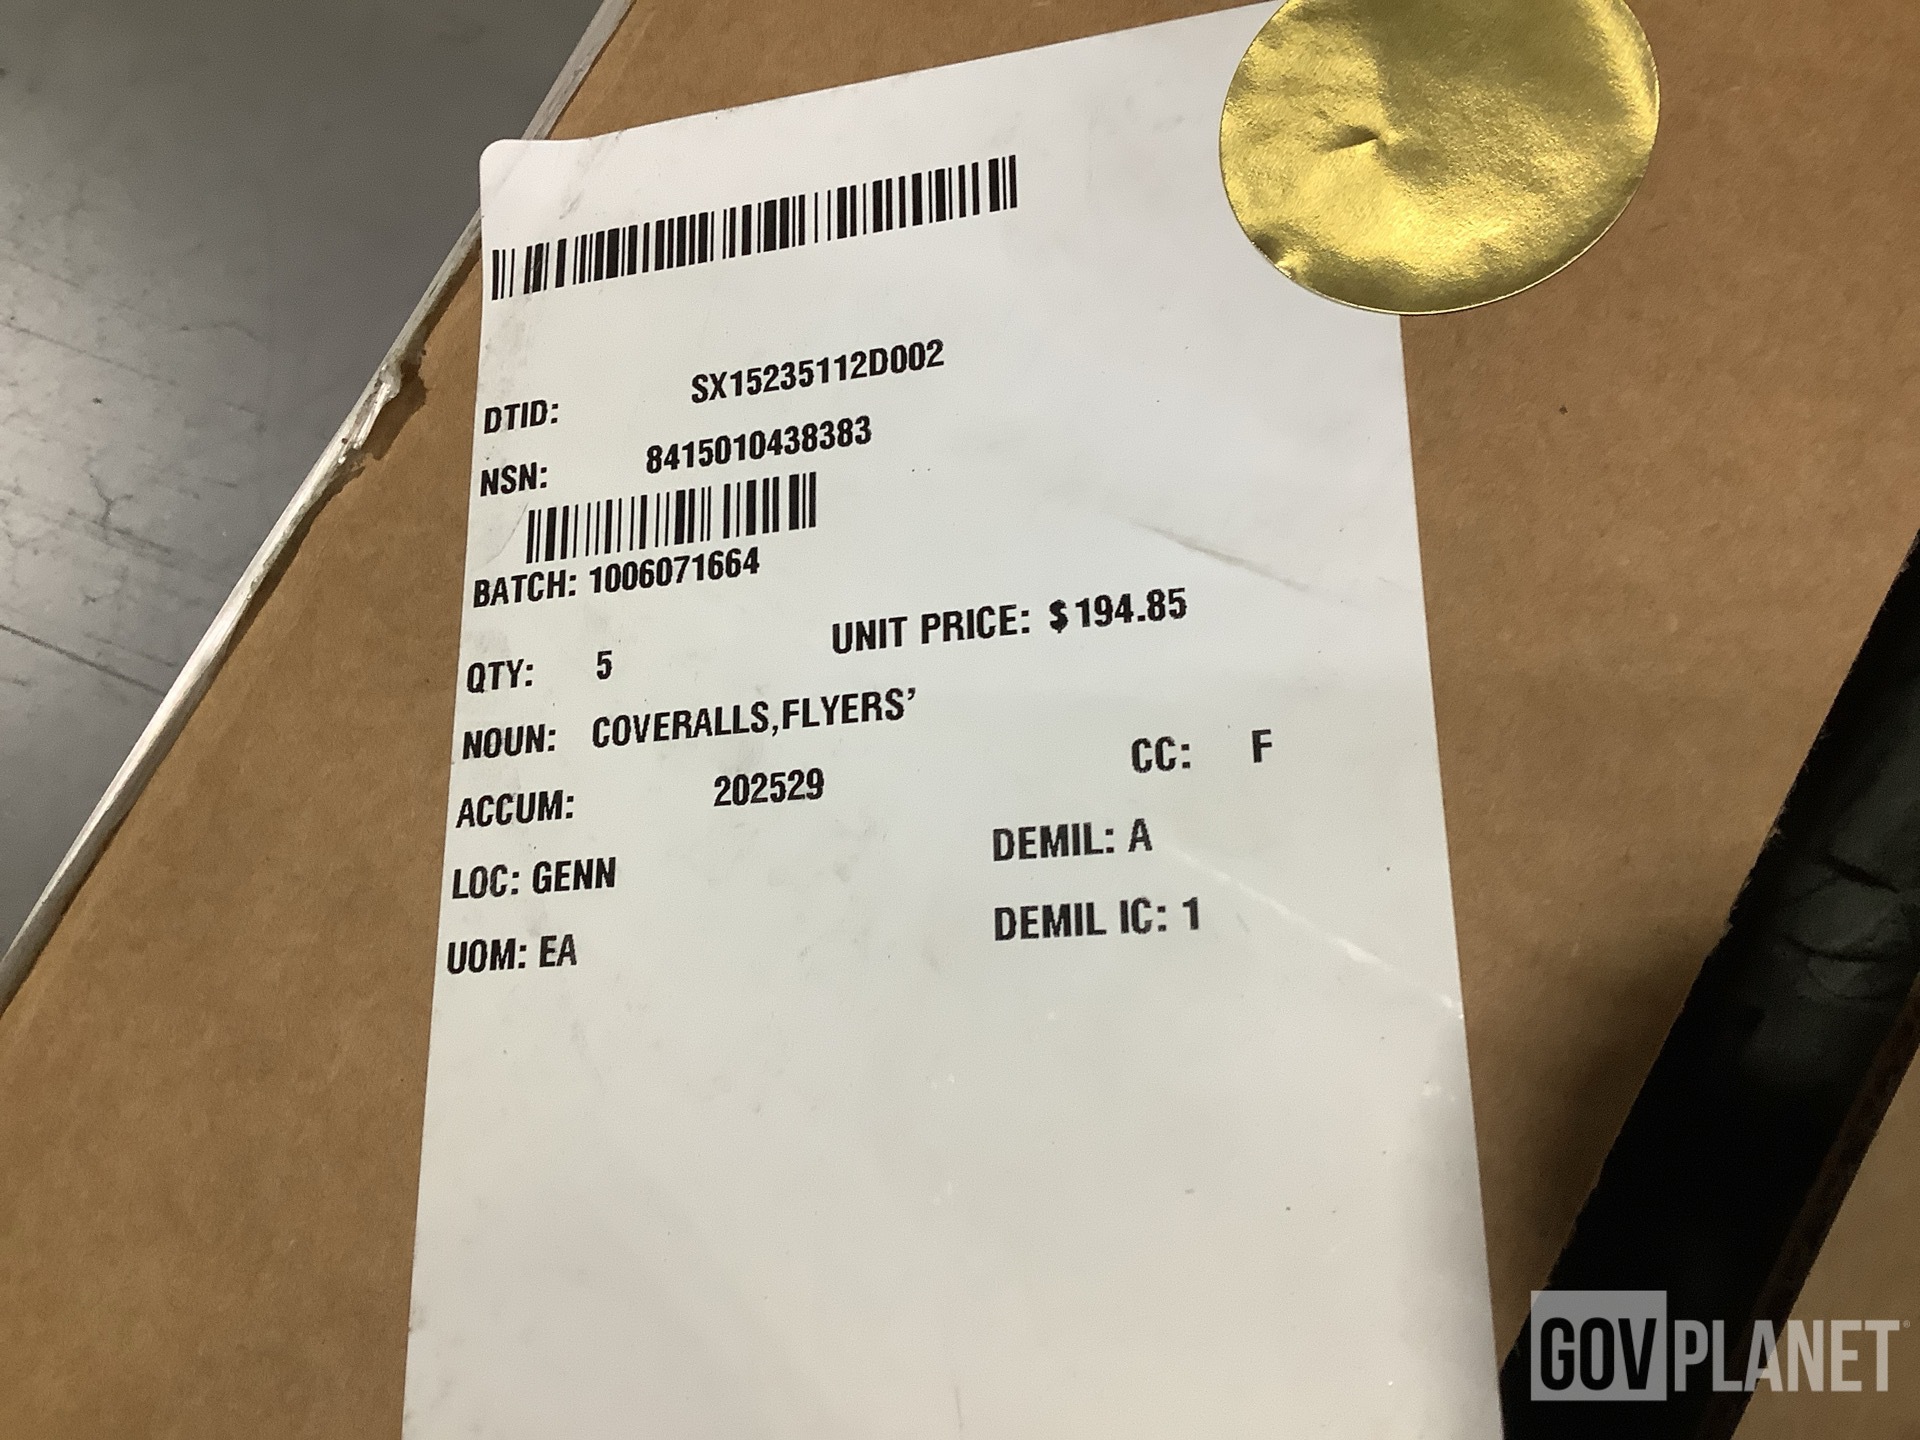 DTID: SX15235112D002
NSN: 8415010438383
BATCH: 1006071664
QTY: 5 UNIT PRICE: $194.85
NOUN: COVERALLS,FLYERS’
ACCUM: 202529 CC: F
LOC: GENN DEMIL: A
UOM: EA DEMIL IC: 1
GOVPLANET